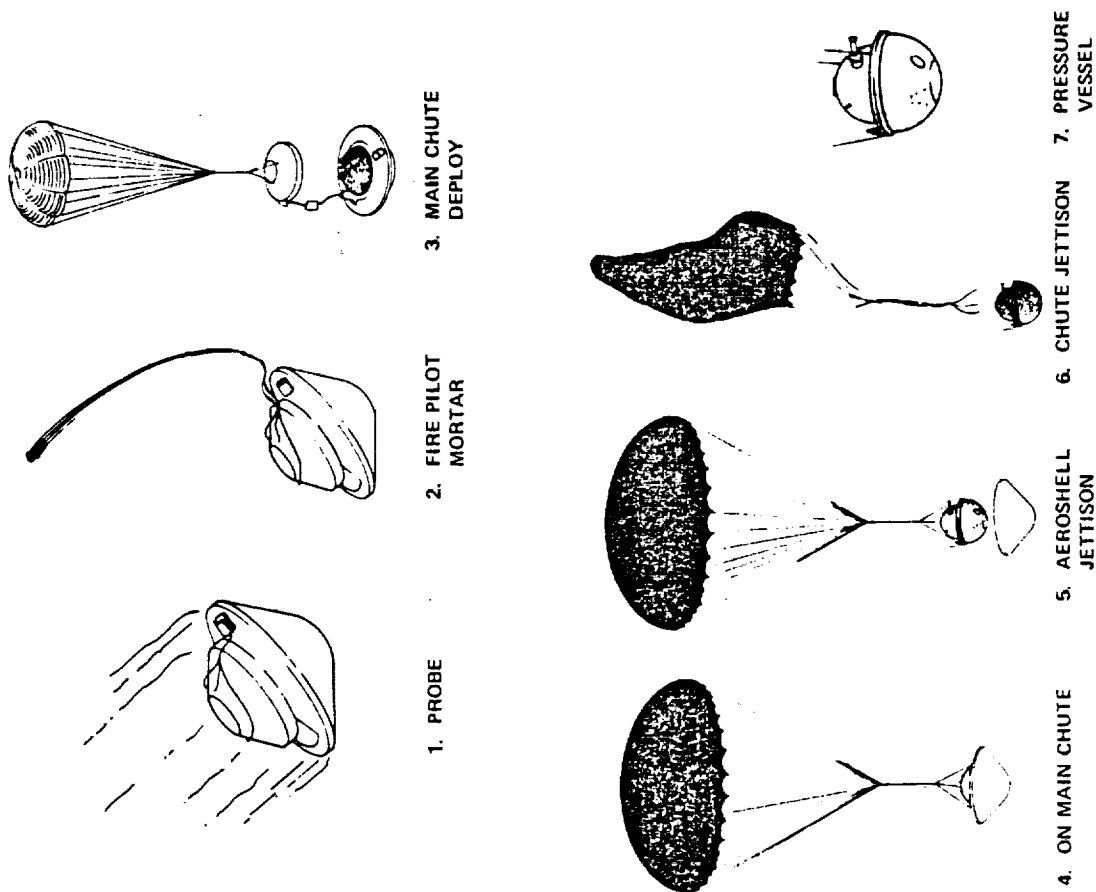 1. PROBE
2. FIRE PILOT
MORTAR
3. MAIN CHUTE
DEPLOY
4. ON MAIN CHUTE
5. AEROSHELL
JETTISON
6. CHUTE JETTISON
7. PRESSURE
VESSEL